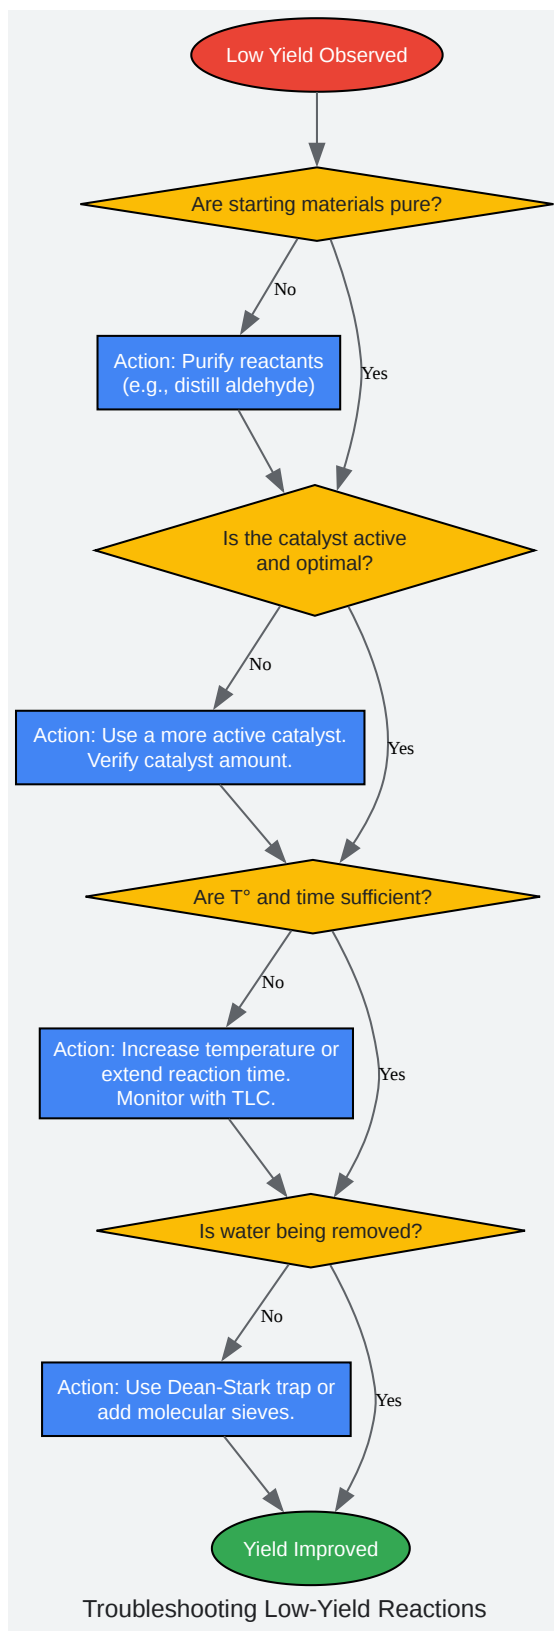 Low Yield Observed
Are starting materials pure?
No
Action: Purify reactants
(e.g., distill aldehyde)
Yes
Is the catalyst active
and optimal?
No
Action: Use a more active catalyst.
Verify catalyst amount.
Yes
Are T° and time sufficient?
No
Action: Increase temperature or
extend reaction time.
Monitor with TLC.
Yes
Is water being removed?
No
Action: Use Dean-Stark trap or
add molecular sieves.
Yes
Yield Improved
Troubleshooting Low-Yield Reactions